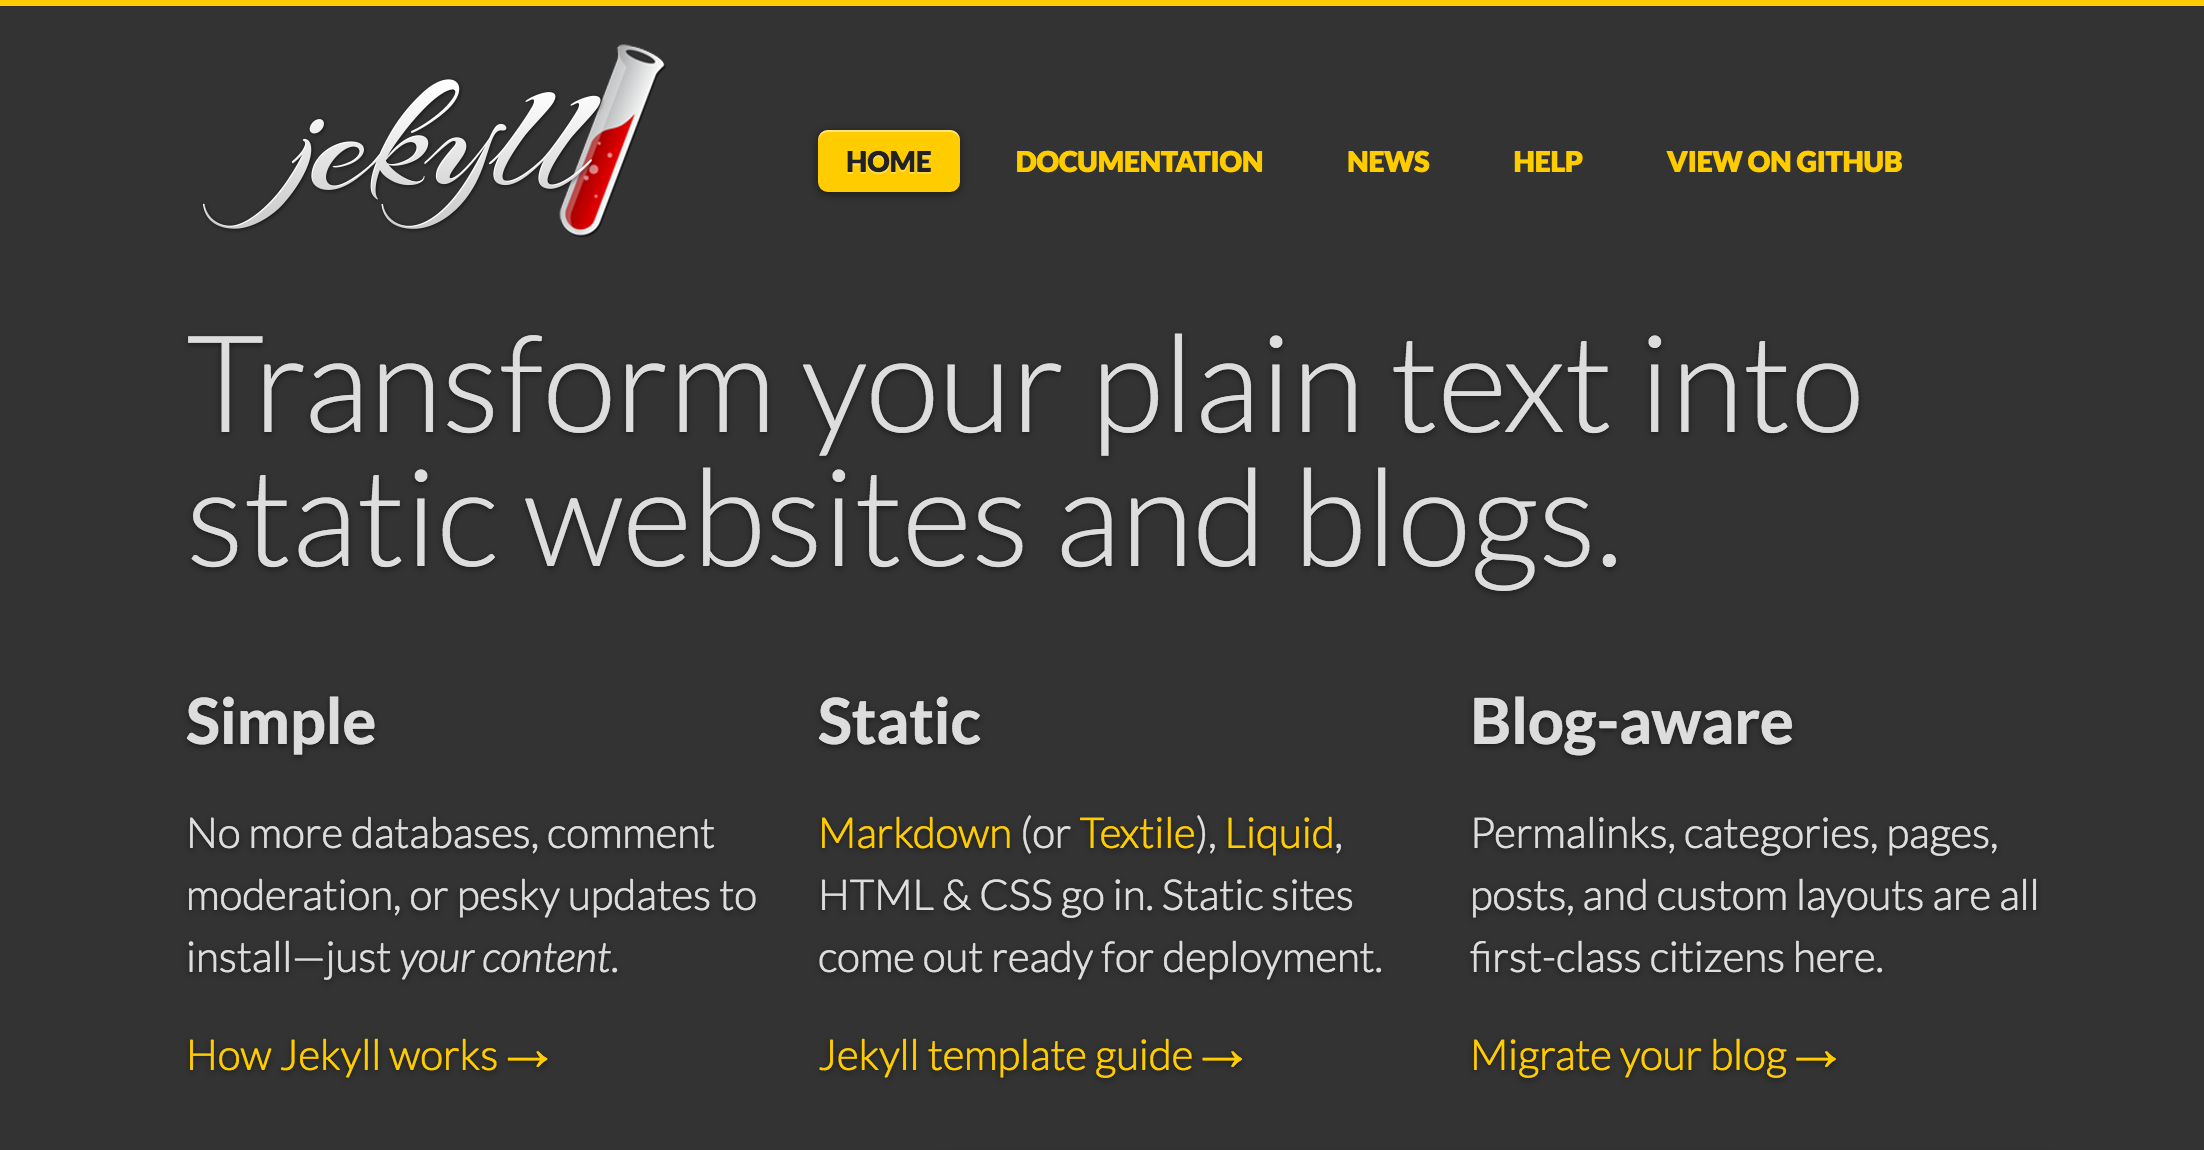 jekyll
HOME DOCUMENTATION NEWS HELP VIEW ON GITHUB
Transform your plain text into
static websites and blogs.
Simple
No more databases, comment
moderation, or pesky updates to
install—just your content.
How Jekyll works →
Static
Markdown (or Textile), Liquid,
HTML & CSS go in. Static sites
come out ready for deployment.
Jekyll template guide →
Blog-aware
Permalinks, categories, pages,
posts, and custom layouts are all
first-class citizens here.
Migrate your blog →